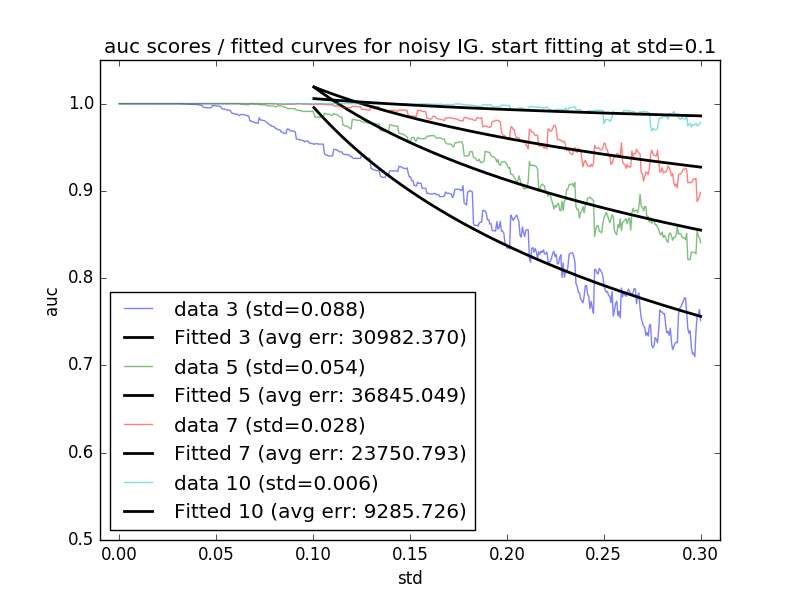 auc scores / fitted curves for noisy IG. start fitting at std=0.1
1.0
0.9
0.8
0.7
0.6
0.5
auc
data 3 (std=0.088)
Fitted 3 (avg err: 30982.370)
data 5 (std=0.054)
Fitted 5 (avg err: 36845.049)
data 7 (std=0.028)
Fitted 7 (avg err: 23750.793)
data 10 (std=0.006)
Fitted 10 (avg err: 9285.726)
0.00 0.05 0.10 0.15 0.20 0.25 0.30
std